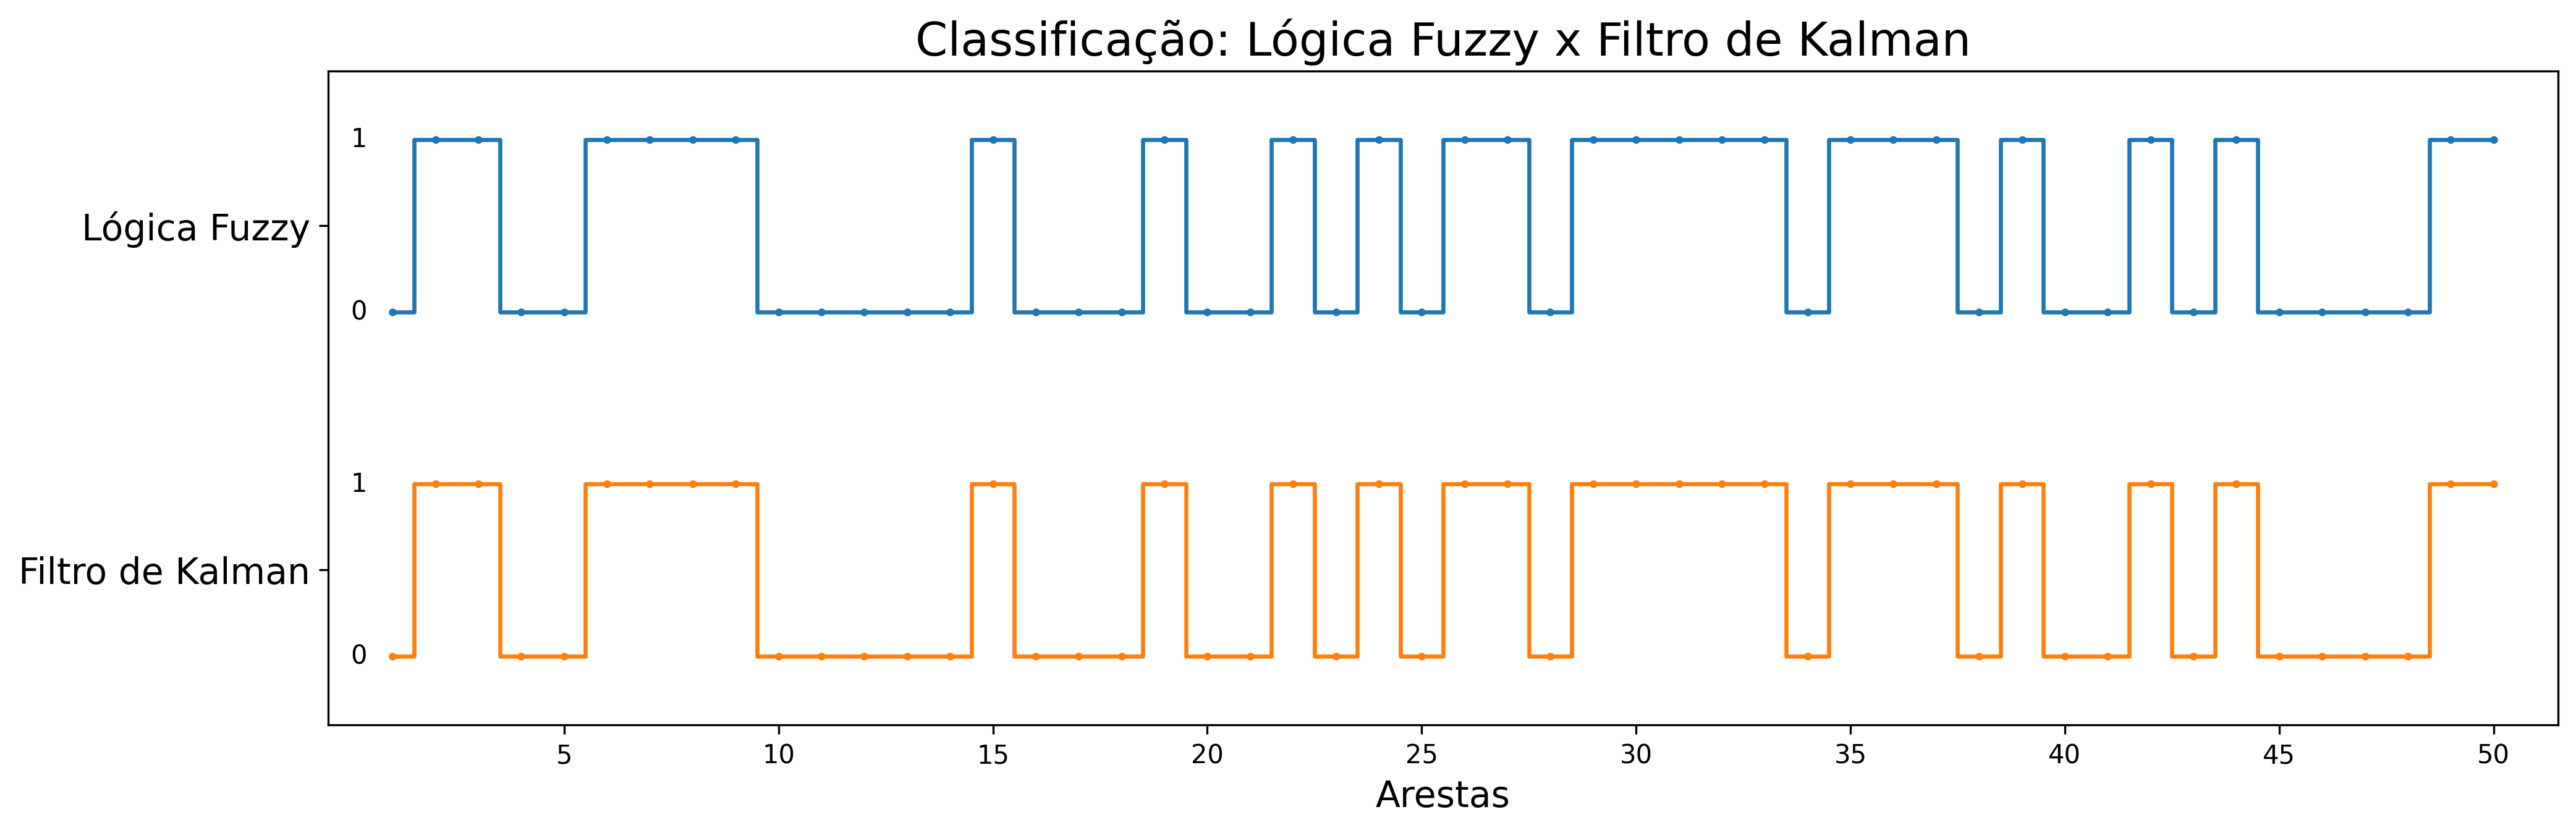 Classificação: Lógica Fuzzy x Filtro de Kalman
1
Lógica Fuzzy
0
1
Filtro de Kalman
0
5 10 15 20 25 30 35 40 45 50
Arestas